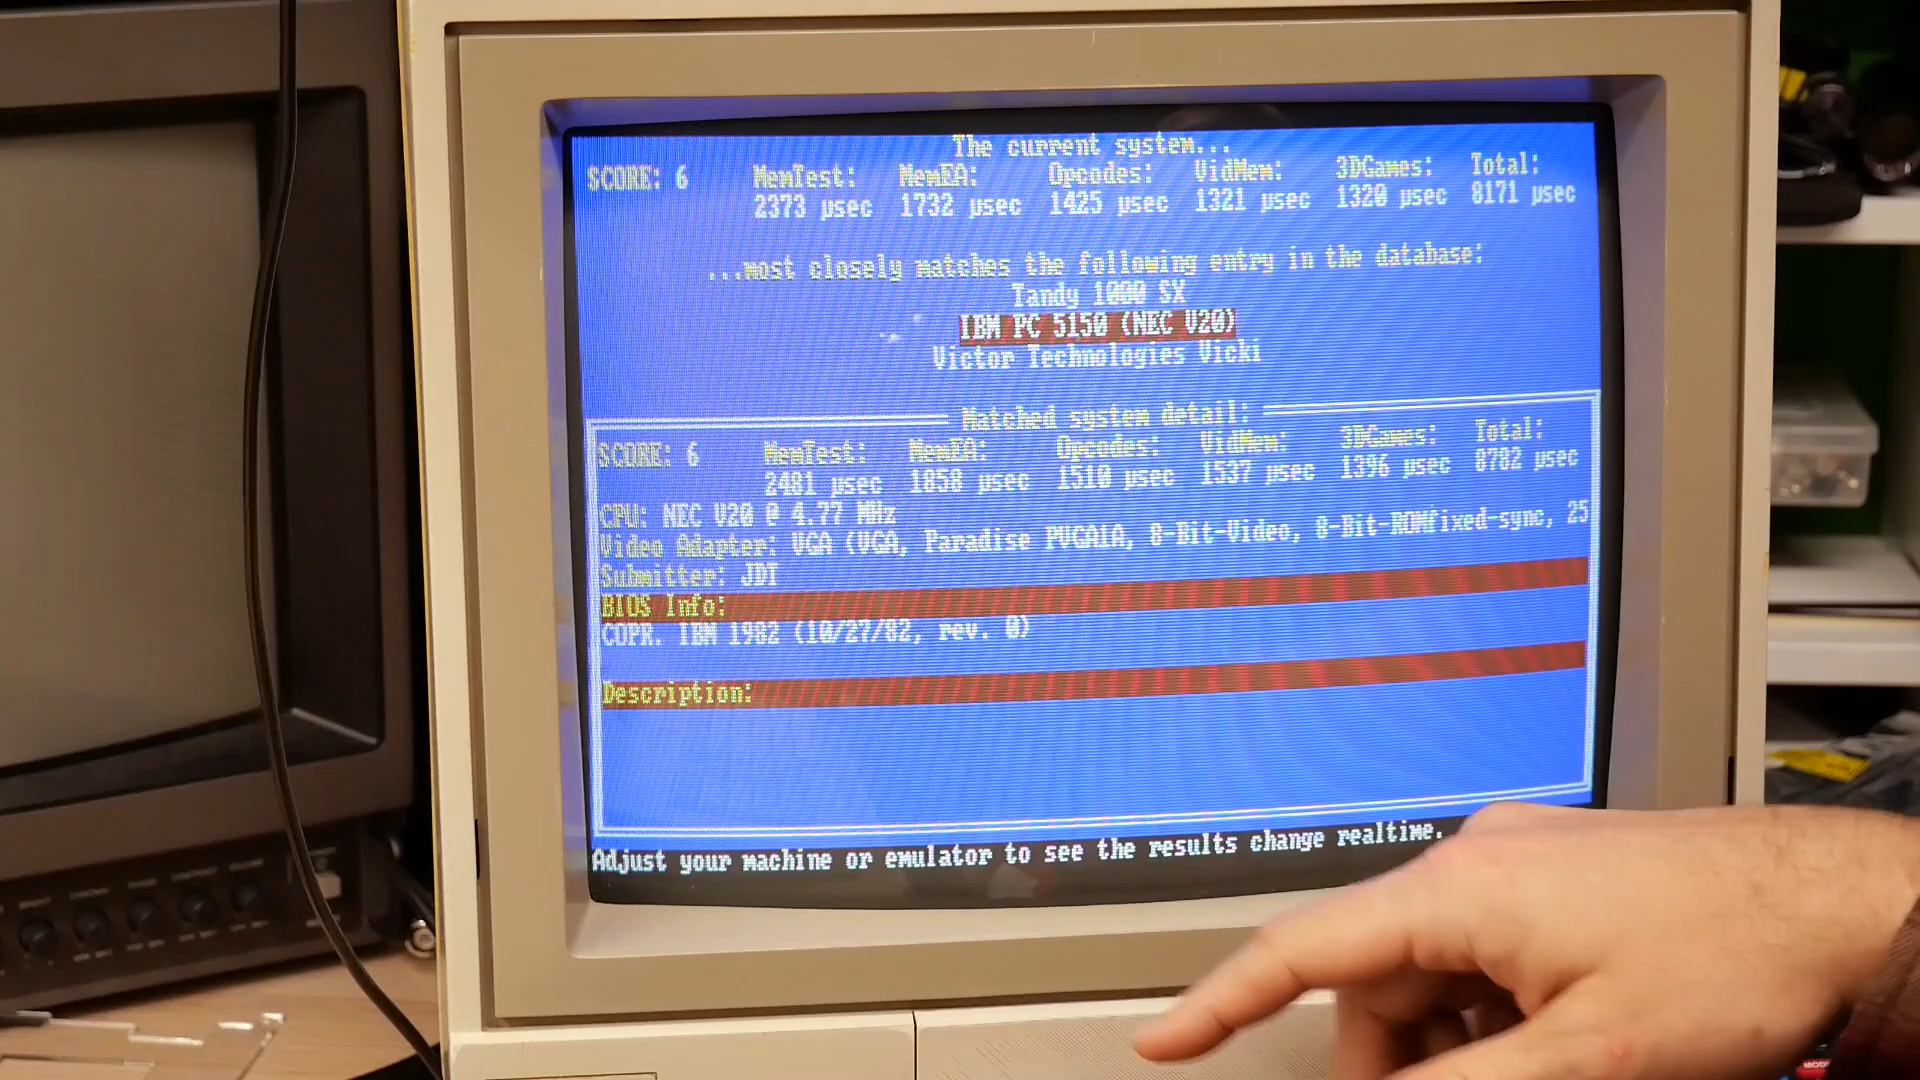 The current system...
SCORE: 6 MemTest: MemEA: Opcodes: VidMem: 3DGames: Total:
2373 µsec 1732 µsec 1425 µsec 1321 µsec 1320 µsec 8171 µsec
...most closely matches the following entry in the database:
Tandy 1000 SX
IBM PC 5150 (NEC V20)
Victor Technologies Vicki
Matched system detail:
SCORE: 6 MemTest: MemEA: Opcodes: VidMem: 3DGames: Total:
2481 µsec 1858 µsec 1510 µsec 1537 µsec 1396 µsec 8782 µsec
CPU: NEC V20 @ 4.77 MHz
Video Adapter: VGA (VGA, Paradise PVGA1A, 8-Bit-Video, 8-Bit-ROMfixed-sync, 25
Submitter: JDT
BIOS Info:
COPR. IBM 1982 (10/27/82, rev. 0)
Description:
Adjust your machine or emulator to see the results change realtime.